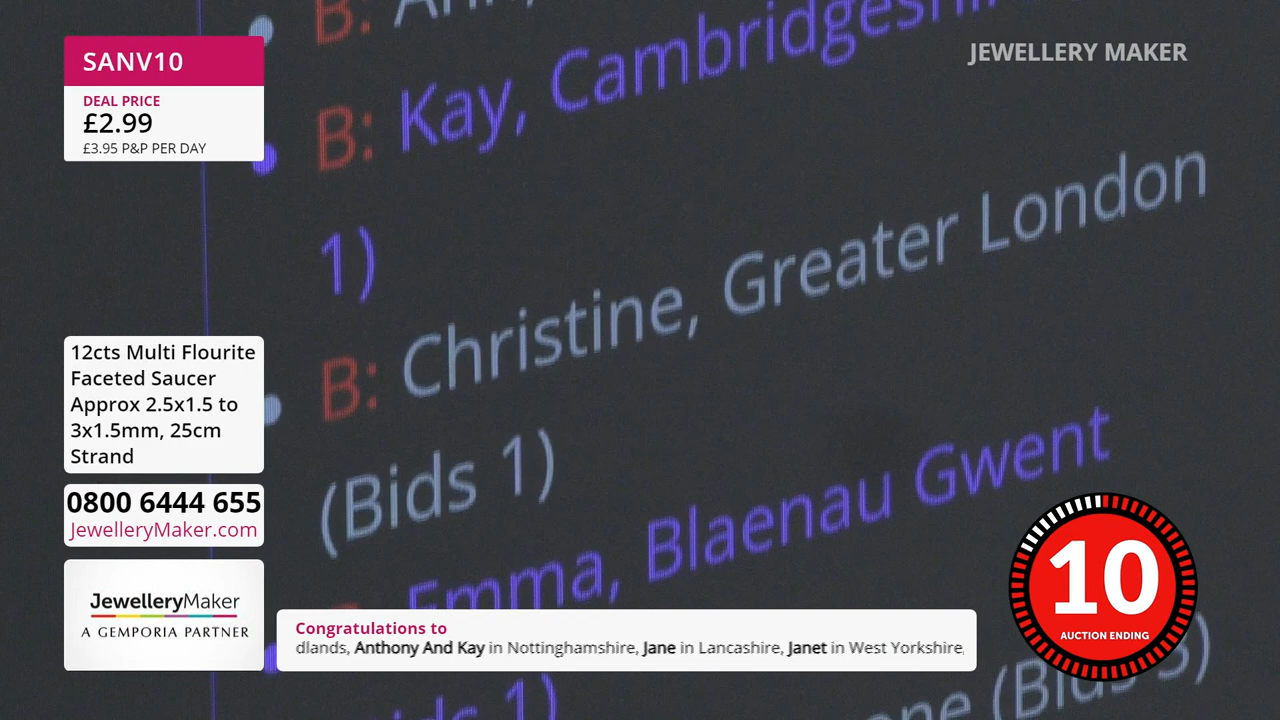 SANV10
DEAL PRICE
£2.99
£3.95 P&P PER DAY
JEWELLERY MAKER
B:
B: Kay,
1)
B: Christine, Greater London
(Bids 1)
Emma, Blaenau Gwent
1)
(Bids 3)
12cts Multi Flourite
Faceted Saucer
Approx 2.5x1.5 to
3x1.5mm, 25cm
Strand
0800 6444 655
JewelleryMaker.com
JewelleryMaker
A GEMPORIA PARTNER
Congratulations to
dlands, Anthony And Kay in Nottinghamshire, Jane in Lancashire, Janet in West Yorkshire,
10
AUCTION ENDING